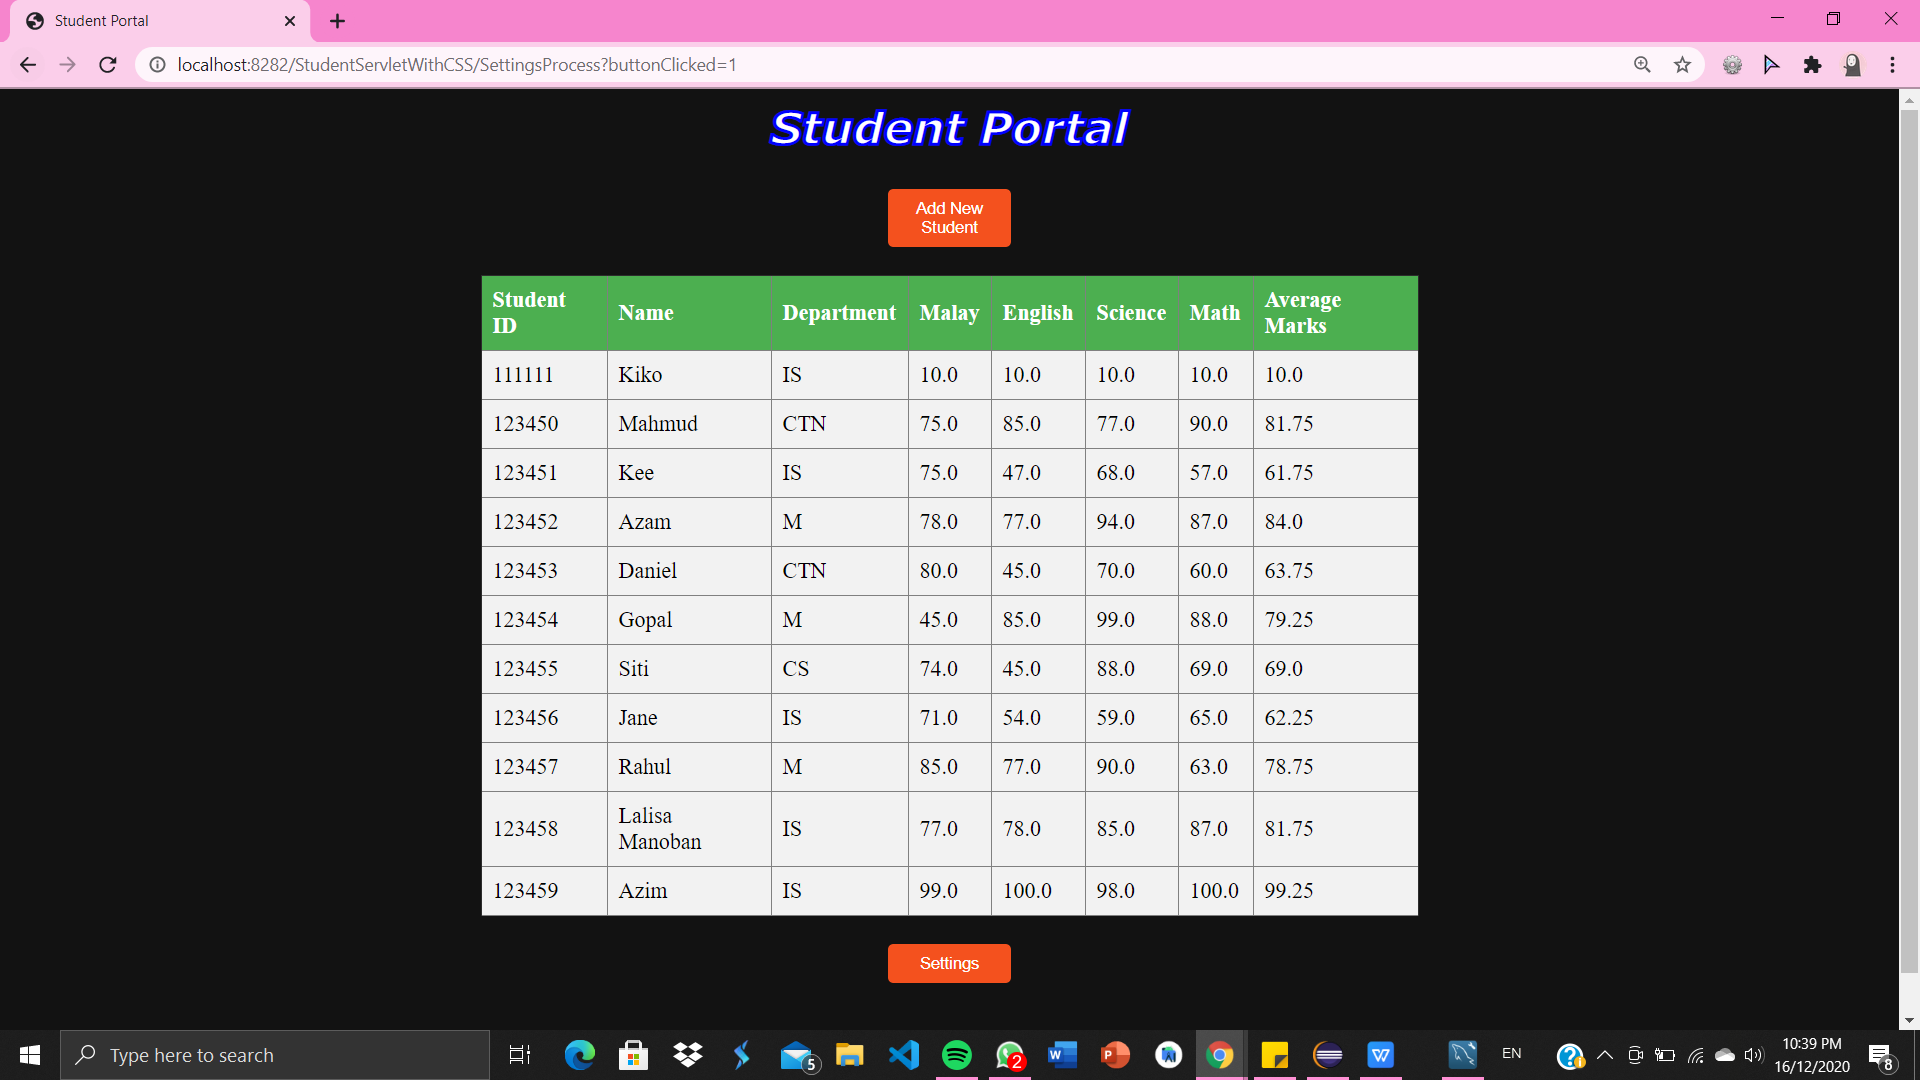 Student Portal
localhost:8282/StudentServletWithCSS/SettingsProcess?buttonClicked=1
Student Portal
Add New
Student
Student ID Name Department Malay English Science Math Average Marks
111111 Kiko IS 10.0 10.0 10.0 10.0 10.0
123450 Mahmud CTN 75.0 85.0 77.0 90.0 81.75
123451 Kee IS 75.0 47.0 68.0 57.0 61.75
123452 Azam M 78.0 77.0 94.0 87.0 84.0
123453 Daniel CTN 80.0 45.0 70.0 60.0 63.75
123454 Gopal M 45.0 85.0 99.0 88.0 79.25
123455 Siti CS 74.0 45.0 88.0 69.0 69.0
123456 Jane IS 71.0 54.0 59.0 65.0 62.25
123457 Rahul M 85.0 77.0 90.0 63.0 78.75
123458 Lalisa Manoban IS 77.0 78.0 85.0 87.0 81.75
123459 Azim IS 99.0 100.0 98.0 100.0 99.25
Settings
Type here to search
5
2
EN
10:39 PM
16/12/2020
8